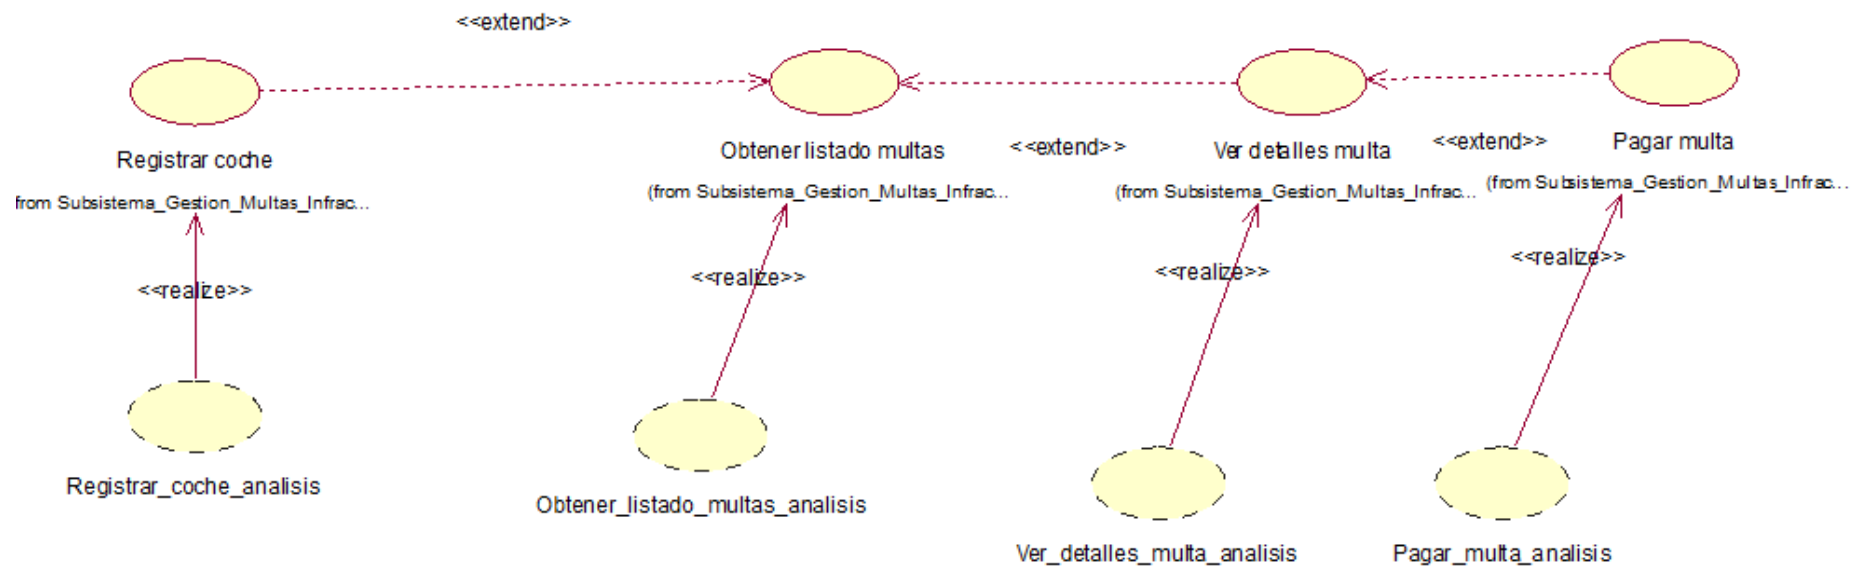 <<extend>>
Registrar coche
from Subsistema_Gestion_Multas_Infrac...
Obtener listado multas
(from Subsistema_Gestion_Multas_Infrac...
<<extend>>
Ver detalles multa
(from Subsistema_Gestion_Multas_Infrac...
<<extend>>
Pagar multa
(from Subsistema_Gestion_Multas_Infrac...
<<realize>>
<<realize>>
<<realize>>
<<realize>>
Registrar_coche_analisis
Obtener_listado_multas_analisis
Ver_detalles_multa_analisis
Pagar_multa_analisis